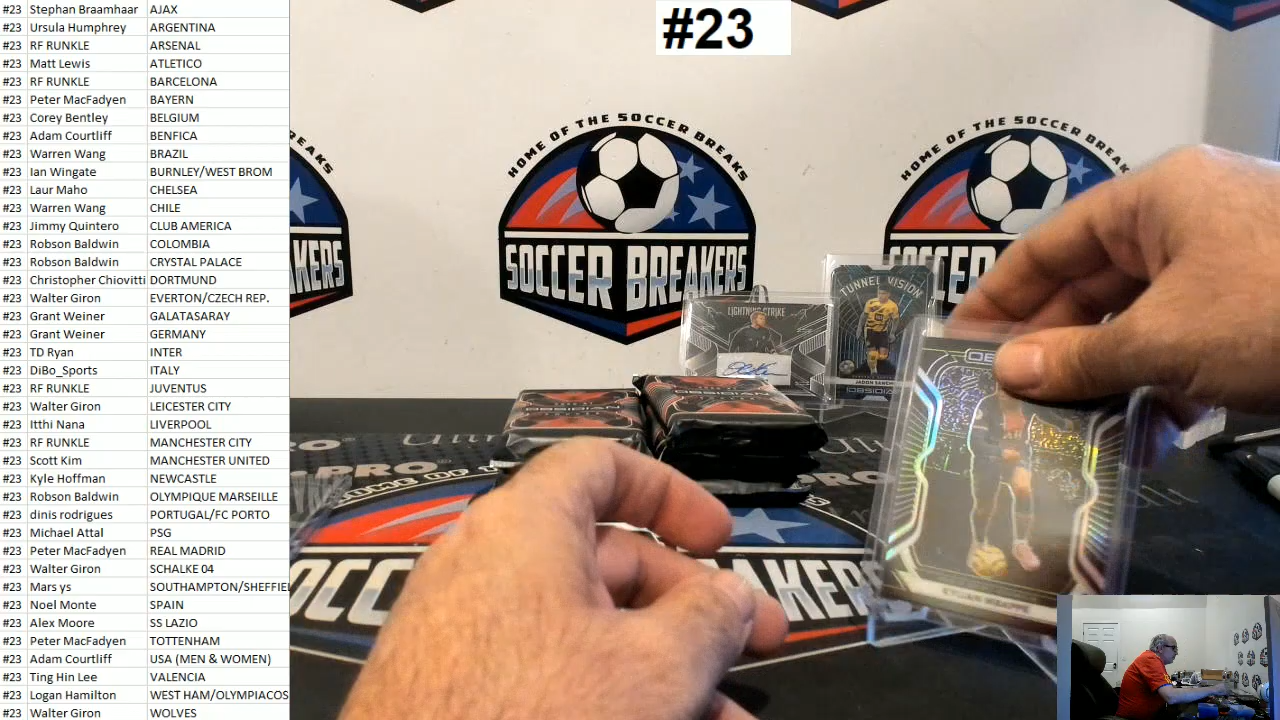 #23 Stephan Braamhaar AJAX
#23 Ursula Humphrey ARGENTINA
#23 RF RUNKLE ARSENAL
#23 Matt Lewis ATLETICO
#23 RF RUNKLE BARCELONA
#23 Peter MacFadyen BAYERN
#23 Corey Bentley BELGIUM
#23 Adam Courtliff BENFICA
#23 Warren Wang BRAZIL
#23 Ian Wingate BURNLEY/WEST BROM
#23 Laur Maho CHELSEA
#23 Warren Wang CHILE
#23 Jimmy Quintero CLUB AMERICA
#23 Robson Baldwin COLOMBIA
#23 Robson Baldwin CRYSTAL PALACE
#23 Christopher Chiovitti DORTMUND
#23 Walter Giron EVERTON/CZECH REP.
#23 Grant Weiner GALATASARAY
#23 Grant Weiner GERMANY
#23 TD Ryan INTER
#23 DiBo_Sports ITALY
#23 RF RUNKLE JUVENTUS
#23 Walter Giron LEICESTER CITY
#23 Itthi Nana LIVERPOOL
#23 RF RUNKLE MANCHESTER CITY
#23 Scott Kim MANCHESTER UNITED
#23 Kyle Hoffman NEWCASTLE
#23 Robson Baldwin OLYMPIQUE MARSEILLE
#23 dinis rodrigues PORTUGAL/FC PORTO
#23 Michael Attal PSG
#23 Peter MacFadyen REAL MADRID
#23 Walter Giron SCHALKE 04
#23 Mars ys SOUTHAMPTON/SHEFFIEL
#23 Noel Monte SPAIN
#23 Alex Moore SS LAZIO
#23 Peter MacFadyen TOTTENHAM
#23 Adam Courtliff USA (MEN & WOMEN)
#23 Ting Hin Lee VALENCIA
#23 Logan Hamilton WEST HAM/OLYMPIACOS
#23 Walter Giron WOLVES
#23
HOME OF THE SOCCER BREAKS
SOCCER BREAKERS
HOME OF THE SOCCER BREAKS
SOCCER
REAKS
AKERS
LIGHTNING STRIKE
TUNNEL VISION
JADON SANCHO
OBSIDIAN
OBSIDIAN
PRO
KYLIAN MBAPPE